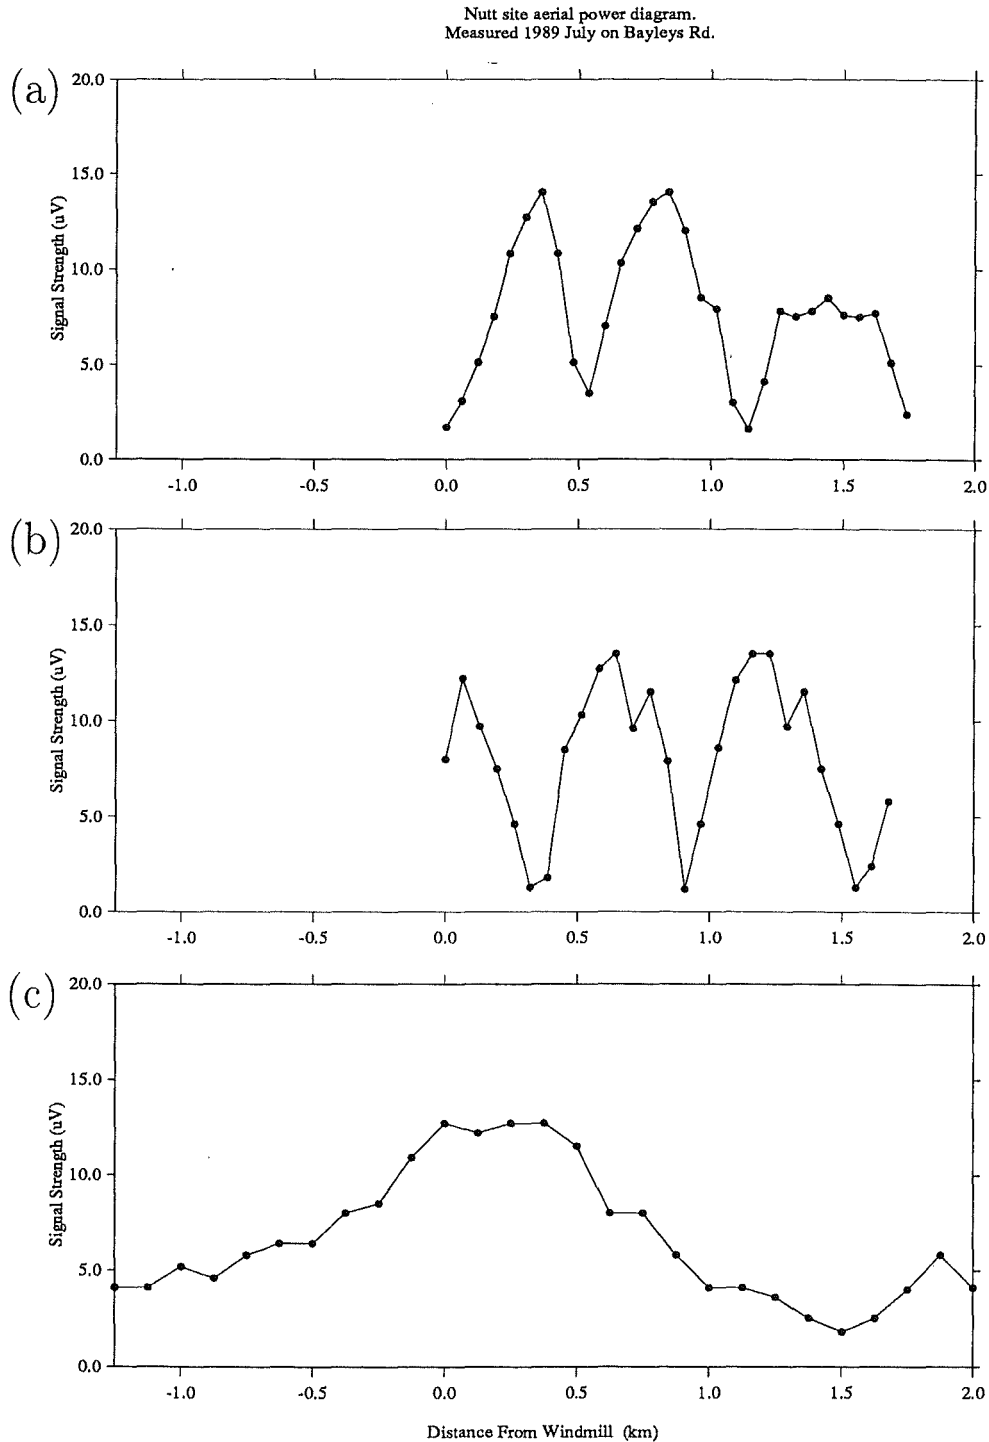 Nutt site aerial power diagram.
Measured 1989 July on Bayleys Rd.
(a)
20.0
15.0
10.0
5.0
0.0
Signal Strength (uV)
-1.0 -0.5 0.0 0.5 1.0 1.5 2.0
(b)
20.0
15.0
10.0
5.0
0.0
Signal Strength (uV)
-1.0 -0.5 0.0 0.5 1.0 1.5 2.0
(c)
20.0
15.0
10.0
5.0
0.0
Signal Strength (uV)
-1.0 -0.5 0.0 0.5 1.0 1.5 2.0
Distance From Windmill (km)